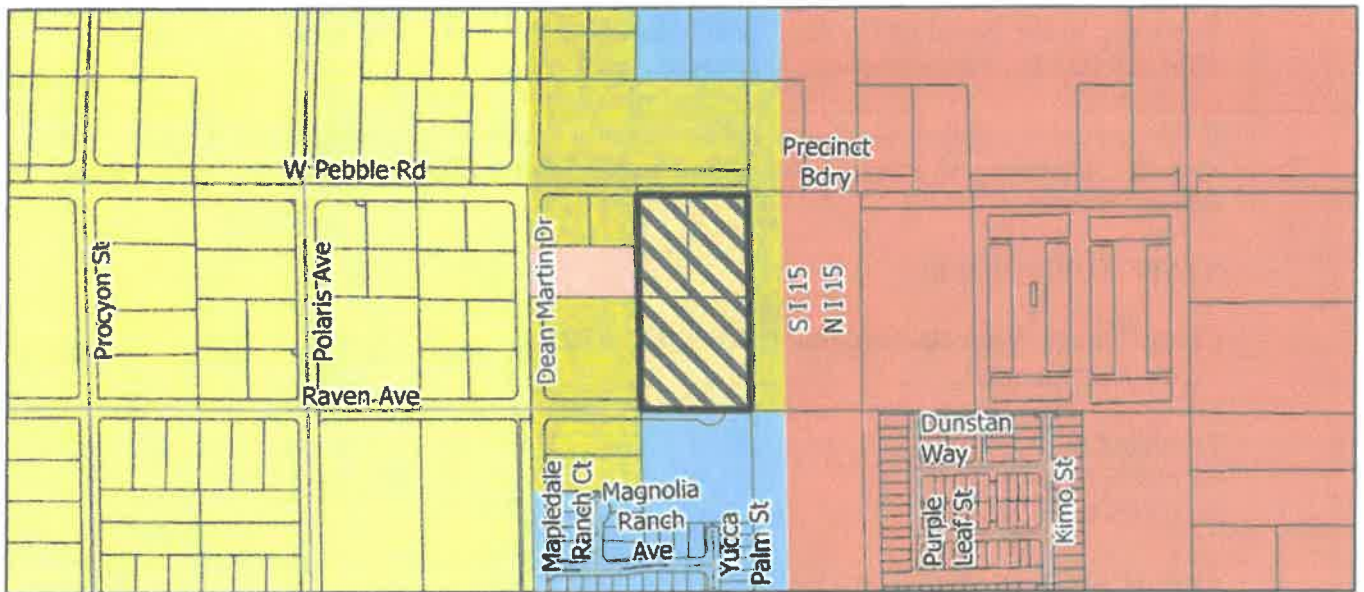 Precinct
Bdry
W Pebble Rd
Procyon St
Polaris Ave
Dean Martin Dr
S I 15
N I 15
Raven Ave
Dunstan
Way
Mapledale
Ranch Ct
Magnolia
Ranch
Ave
Yucca
Palm St
Purple
Leaf St
Kimo St